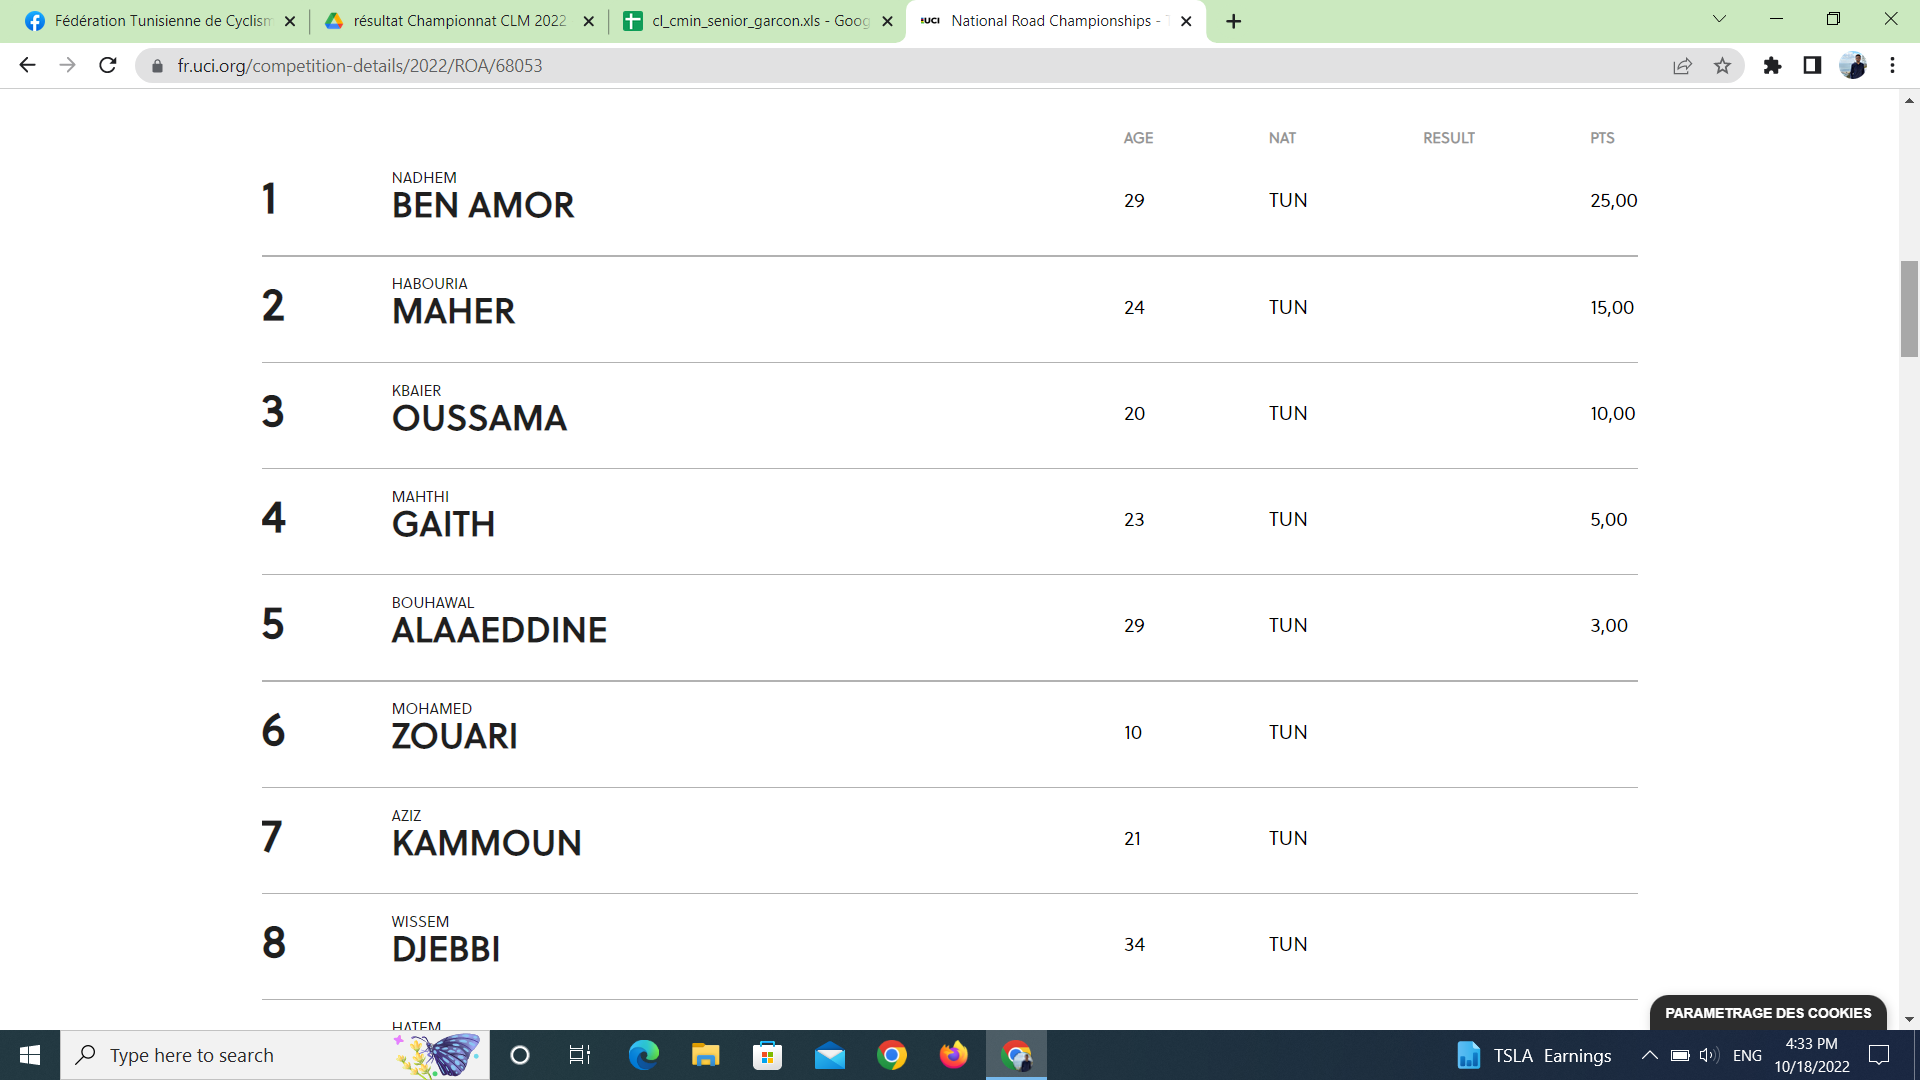 Fédération Tunisienne de Cyclism
résultat Championnat CLM 2022
cl_cmin_senior_garcon.xls - Goog
UCI National Road Championships - T
fr.uci.org/competition-details/2022/ROA/68053
AGE NAT RESULT PTS
1 NADHEM
BEN AMOR 29 TUN 25,00
2 HABOURIA
MAHER 24 TUN 15,00
3 KBAIER
OUSSAMA 20 TUN 10,00
4 MAHTHI
GAITH 23 TUN 5,00
5 BOUHAWAL
ALAAEDDINE 29 TUN 3,00
6 MOHAMED
ZOUARI 10 TUN
7 AZIZ
KAMMOUN 21 TUN
8 WISSEM
DJEBBI 34 TUN
HATEM
PARAMETRAGE DES COOKIES
Type here to search
TSLA Earnings
ENG
4:33 PM
10/18/2022